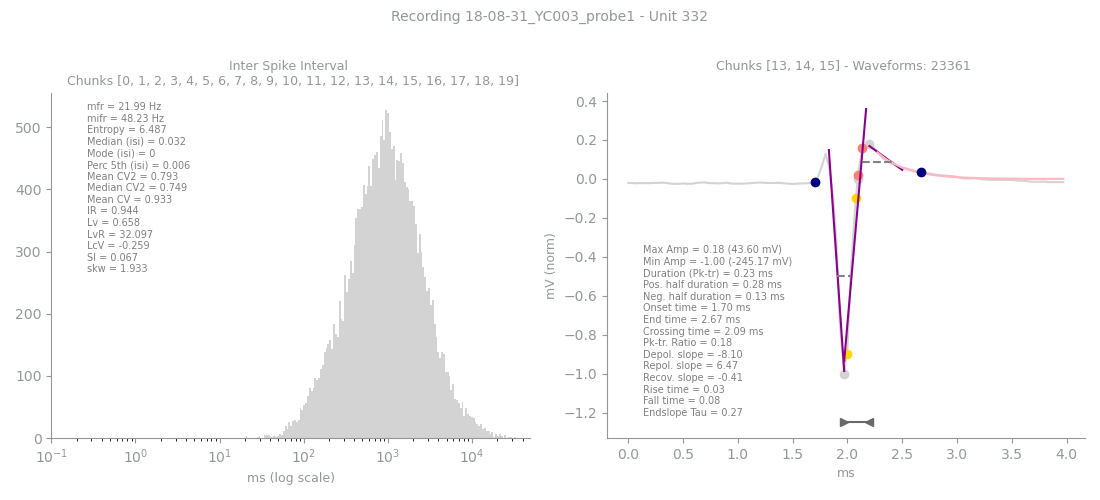 Recording 18-08-31_YC003_probe1 - Unit 332
Inter Spike Interval
Chunks [0, 1, 2, 3, 4, 5, 6, 7, 8, 9, 10, 11, 12, 13, 14, 15, 16, 17, 18, 19]
mfr = 21.99 Hz
mifr = 48.23 Hz
Entropy = 6.487
Median (isi) = 0.032
Mode (isi) = 0
Perc 5th (isi) = 0.006
Mean CV2 = 0.793
Median CV2 = 0.749
Mean CV = 0.933
IR = 0.944
Lv = 0.658
LvR = 32.097
LcV = -0.259
SI = 0.067
skw = 1.933
500
400
300
200
100
0
10⁻¹ 10⁰ 10¹ 10² 10³ 10⁴
ms (log scale)
Chunks [13, 14, 15] - Waveforms: 23361
0.4
0.2
0.0
−0.2
−0.4
−0.6
−0.8
−1.0
−1.2
mV (norm)
Max Amp = 0.18 (43.60 mV)
Min Amp = -1.00 (-245.17 mV)
Duration (Pk-tr) = 0.23 ms
Pos. half duration = 0.28 ms
Neg. half duration = 0.13 ms
Onset time = 1.70 ms
End time = 2.67 ms
Crossing time = 2.09 ms
Pk-tr. Ratio = 0.18
Depol. slope = -8.10
Repol. slope = 6.47
Recov. slope = -0.41
Rise time = 0.03
Fall time = 0.08
Endslope Tau = 0.27
0.0 0.5 1.0 1.5 2.0 2.5 3.0 3.5 4.0
ms